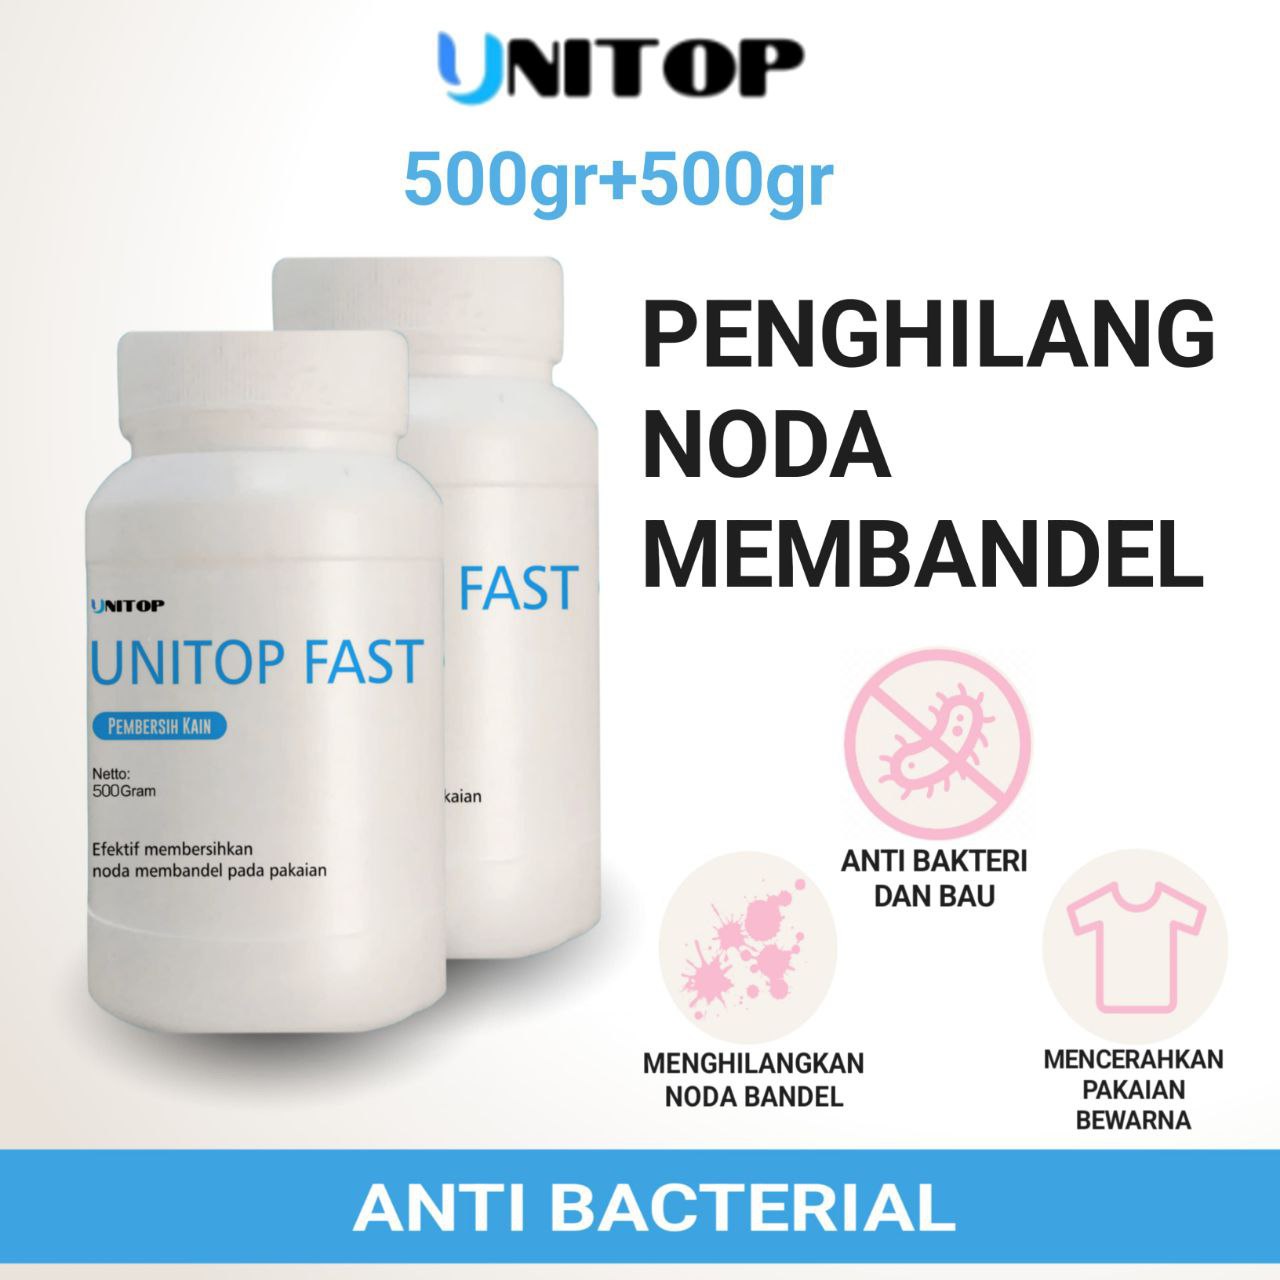 UNITOP
500gr+500gr
PENGHILANG
NODA
MEMBANDEL
UNITOP
UNITOP FAST
PEMBERSIH KAIN
Netto:
500Gram
Efektif membersihkan
noda membandel pada pakaian
FAST
kaian
ANTI BAKTERI
DAN BAU
MENGHILANGKAN
NODA BANDEL
MENCERAHKAN
PAKAIAN
BEWARNA
ANTI BACTERIAL